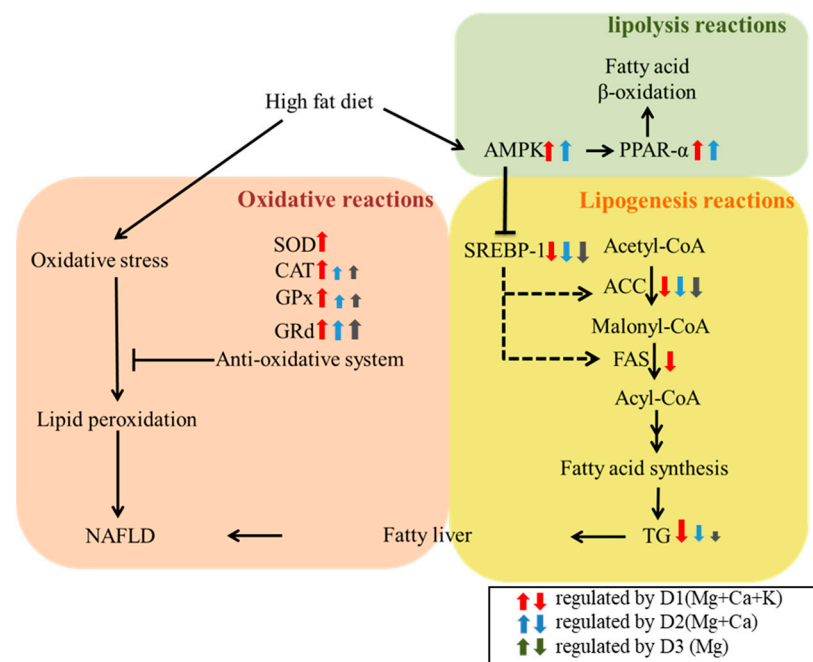 lipolysis reactions
Fatty acid
β-oxidation
High fat diet
AMPK
PPAR-α
Oxidative reactions
Lipogenesis reactions
SOD
CAT
GPx
GRd
Oxidative stress
Anti-oxidative system
Lipid peroxidation
NAFLD
SREBP-1
Acetyl-CoA
ACC
Malonyl-CoA
FAS
Acyl-CoA
Fatty acid synthesis
Fatty liver
TG
regulated by D1(Mg+Ca+K)
regulated by D2(Mg+Ca)
regulated by D3 (Mg)